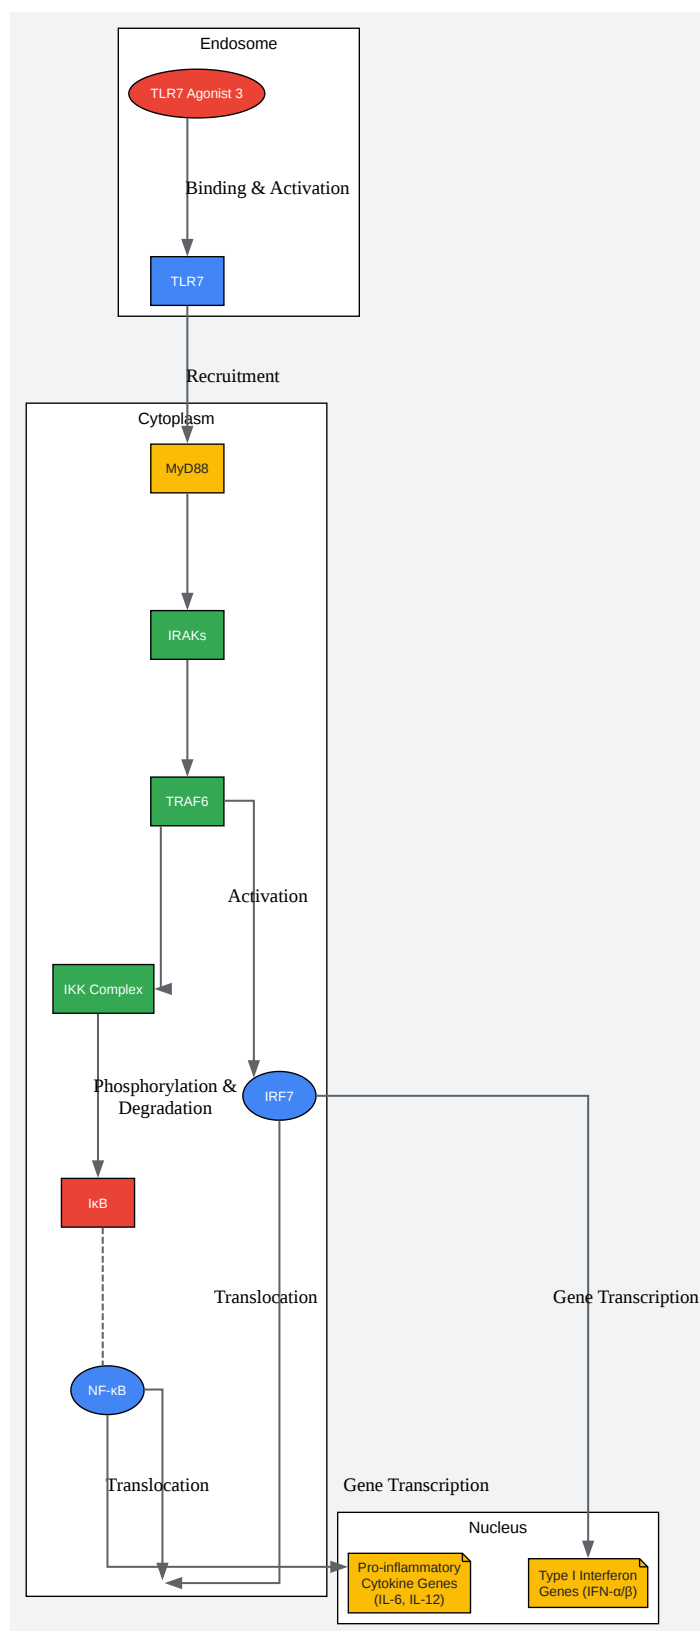 Endosome
TLR7 Agonist 3
Binding & Activation
TLR7
Recruitment
Cytoplasm
MyD88
IRAKs
TRAF6
Activation
IKK Complex
Phosphorylation &
Degradation
IRF7
IκB
Translocation
Gene Transcription
NF-κB
Translocation
Gene Transcription
Nucleus
Pro-inflammatory
Cytokine Genes
(IL-6, IL-12)
Type I Interferon
Genes (IFN-α/β)